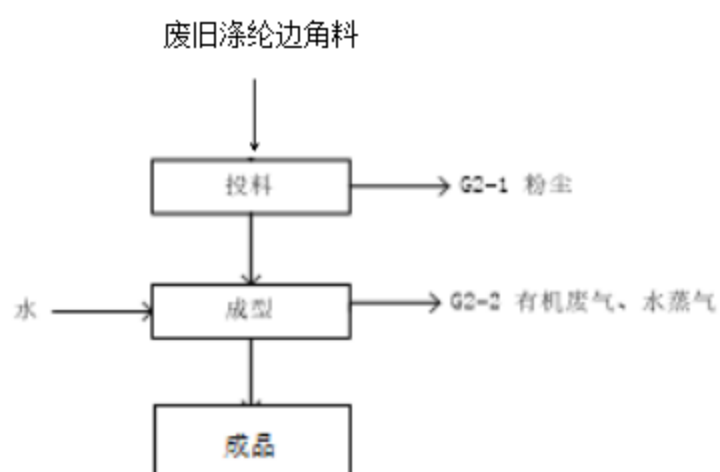 废旧涤纶边角料
投料
G2-1 粉尘
水
成型
G2-2 有机废气、水蒸气
成品